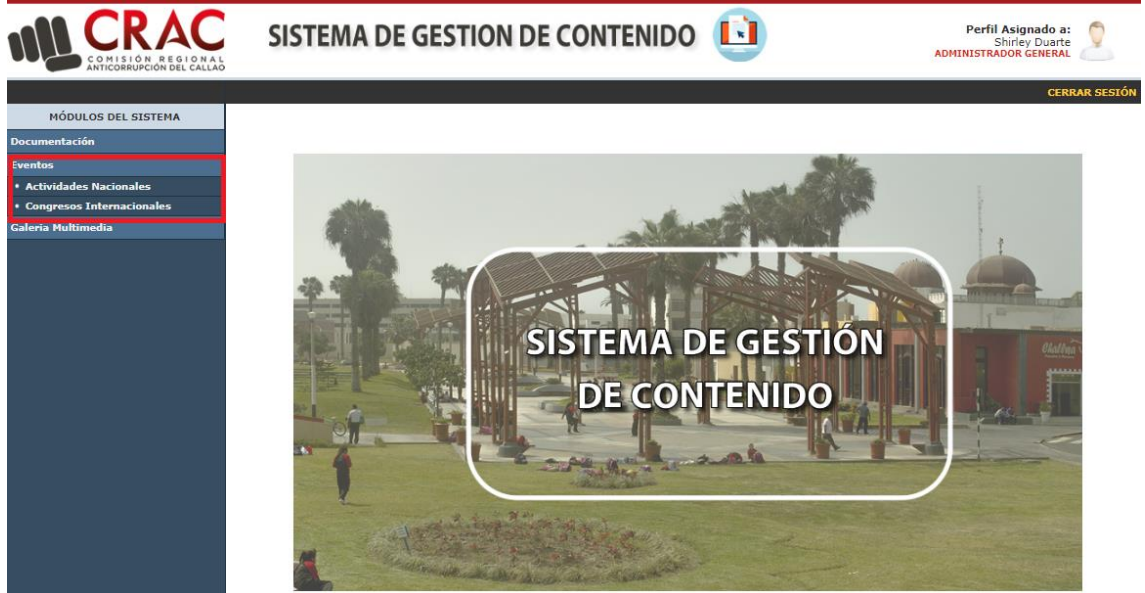 CRAC
COMISIÓN REGIONAL
ANTICORRUPCIÓN DEL CALLAO
SISTEMA DE GESTION DE CONTENIDO
Perfil Asignado a:
Shirley Duarte
ADMINISTRADOR GENERAL
CERRAR SESIÓN
MÓDULOS DEL SISTEMA
Documentación
Eventos
• Actividades Nacionales
• Congresos Internacionales
Galeria Multimedia
SISTEMA DE GESTIÓN
DE CONTENIDO